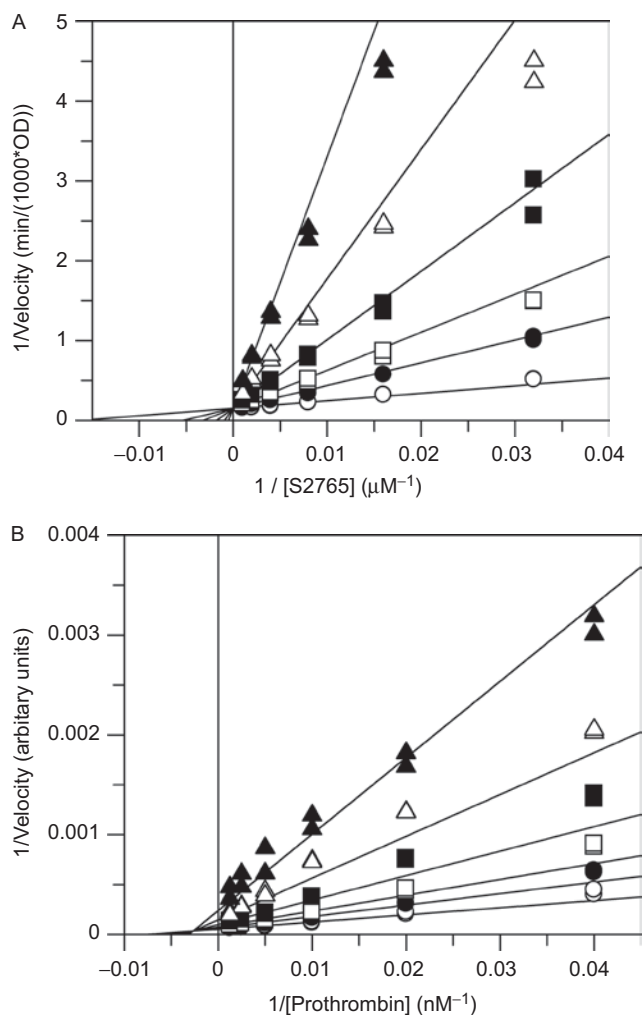 A
5
4
3
2
1
0
1/Velocity (min/(1000*OD))
−0.01 0 0.01 0.02 0.03 0.04
1 / [S2765] (μM−1)
B
0.004
0.003
0.002
0.001
0
1/Velocity (arbitary units)
−0.01 0 0.01 0.02 0.03 0.04
1/[Prothrombin] (nM−1)